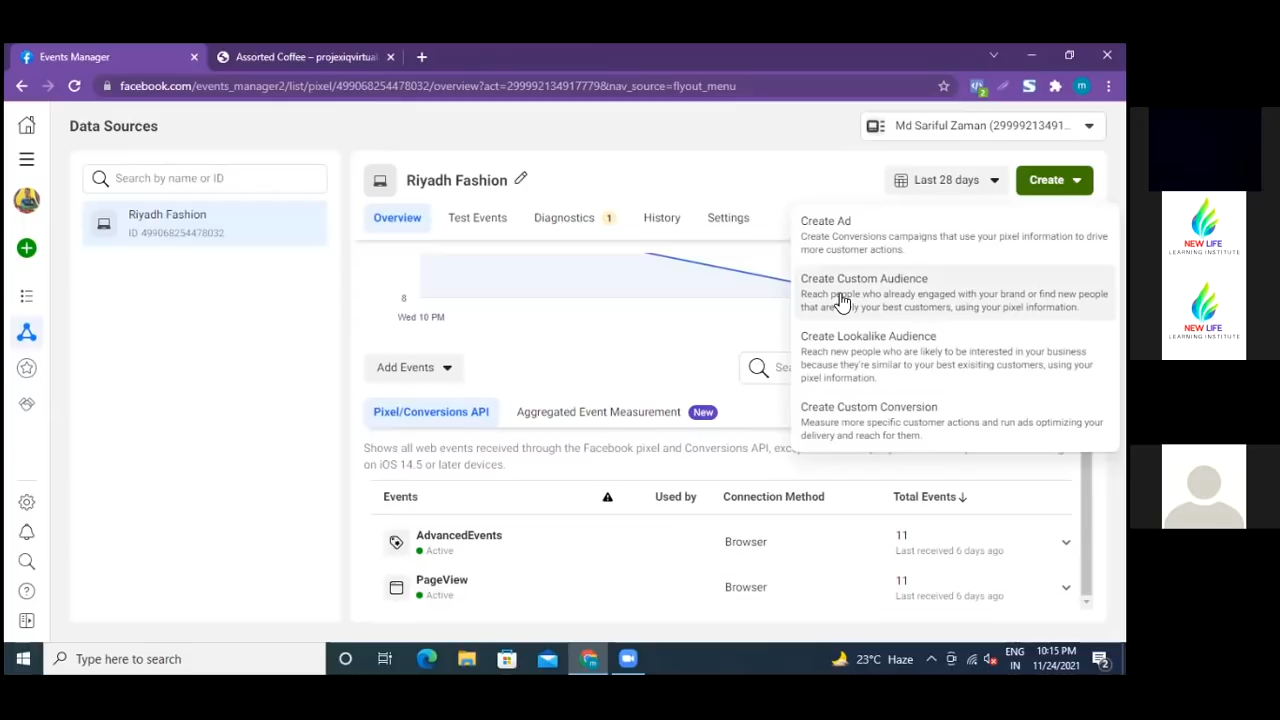 Events Manager
Assorted Coffee – projexiqvirtual
facebook.com/events_manager2/list/pixel/499068254478032/overview?act=299992134917779&nav_source=flyout_menu
2
m
Data Sources
Md Sariful Zaman (29999213491...
Search by name or ID
Riyadh Fashion
ID 499068254478032
Riyadh Fashion
Last 28 days
Create
Overview
Test Events
Diagnostics 1
History
Settings
Create Ad
Create Conversions campaigns that use your pixel information to drive
more customer actions.
Create Custom Audience
Reach people who already engaged with your brand or find new people
that are your best customers, using your pixel information.
Create Lookalike Audience
Reach new people who are likely to be interested in your business
because they're similar to your best exisiting customers, using your
pixel information.
Create Custom Conversion
Measure more specific customer actions and run ads optimizing your
delivery and reach for them.
8
Wed 10 PM
Add Events
Sea
Pixel/Conversions API
Aggregated Event Measurement New
Shows all web events received through the Facebook pixel and Conversions API, exc
on iOS 14.5 or later devices.
Events
Used by
Connection Method
Total Events
AdvancedEvents
Active
Browser
11
Last received 6 days ago
PageView
Active
Browser
11
Last received 6 days ago
Type here to search
23°C Haze
ENG
IN
10:15 PM
11/24/2021
2
NEW LIFE
LEARNING INSTITUTE
NEW LIFE
LEARNING INSTITUTE